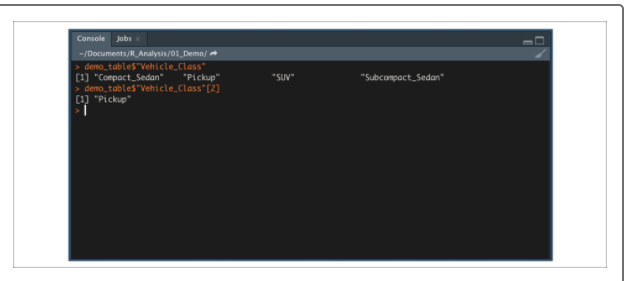 Console Jobs ×
~/Documents/R_Analysis/01_Demo/
> demo_table$"Vehicle_Class"
[1] "Compact_Sedan" "Pickup" "SUV" "Subcompact_Sedan"
> demo_table$"Vehicle_Class"[2]
[1] "Pickup"
>